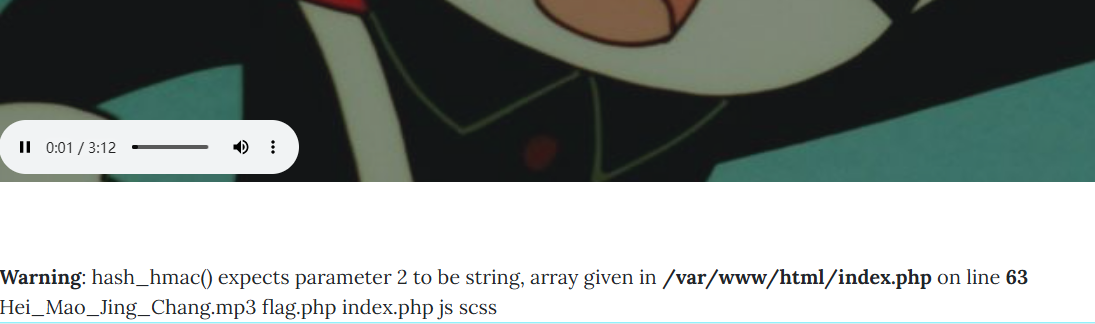 0:01 / 3:12
Warning: hash_hmac() expects parameter 2 to be string, array given in /var/www/html/index.php on line 63
Hei_Mao_Jing_Chang.mp3 flag.php index.php js scss